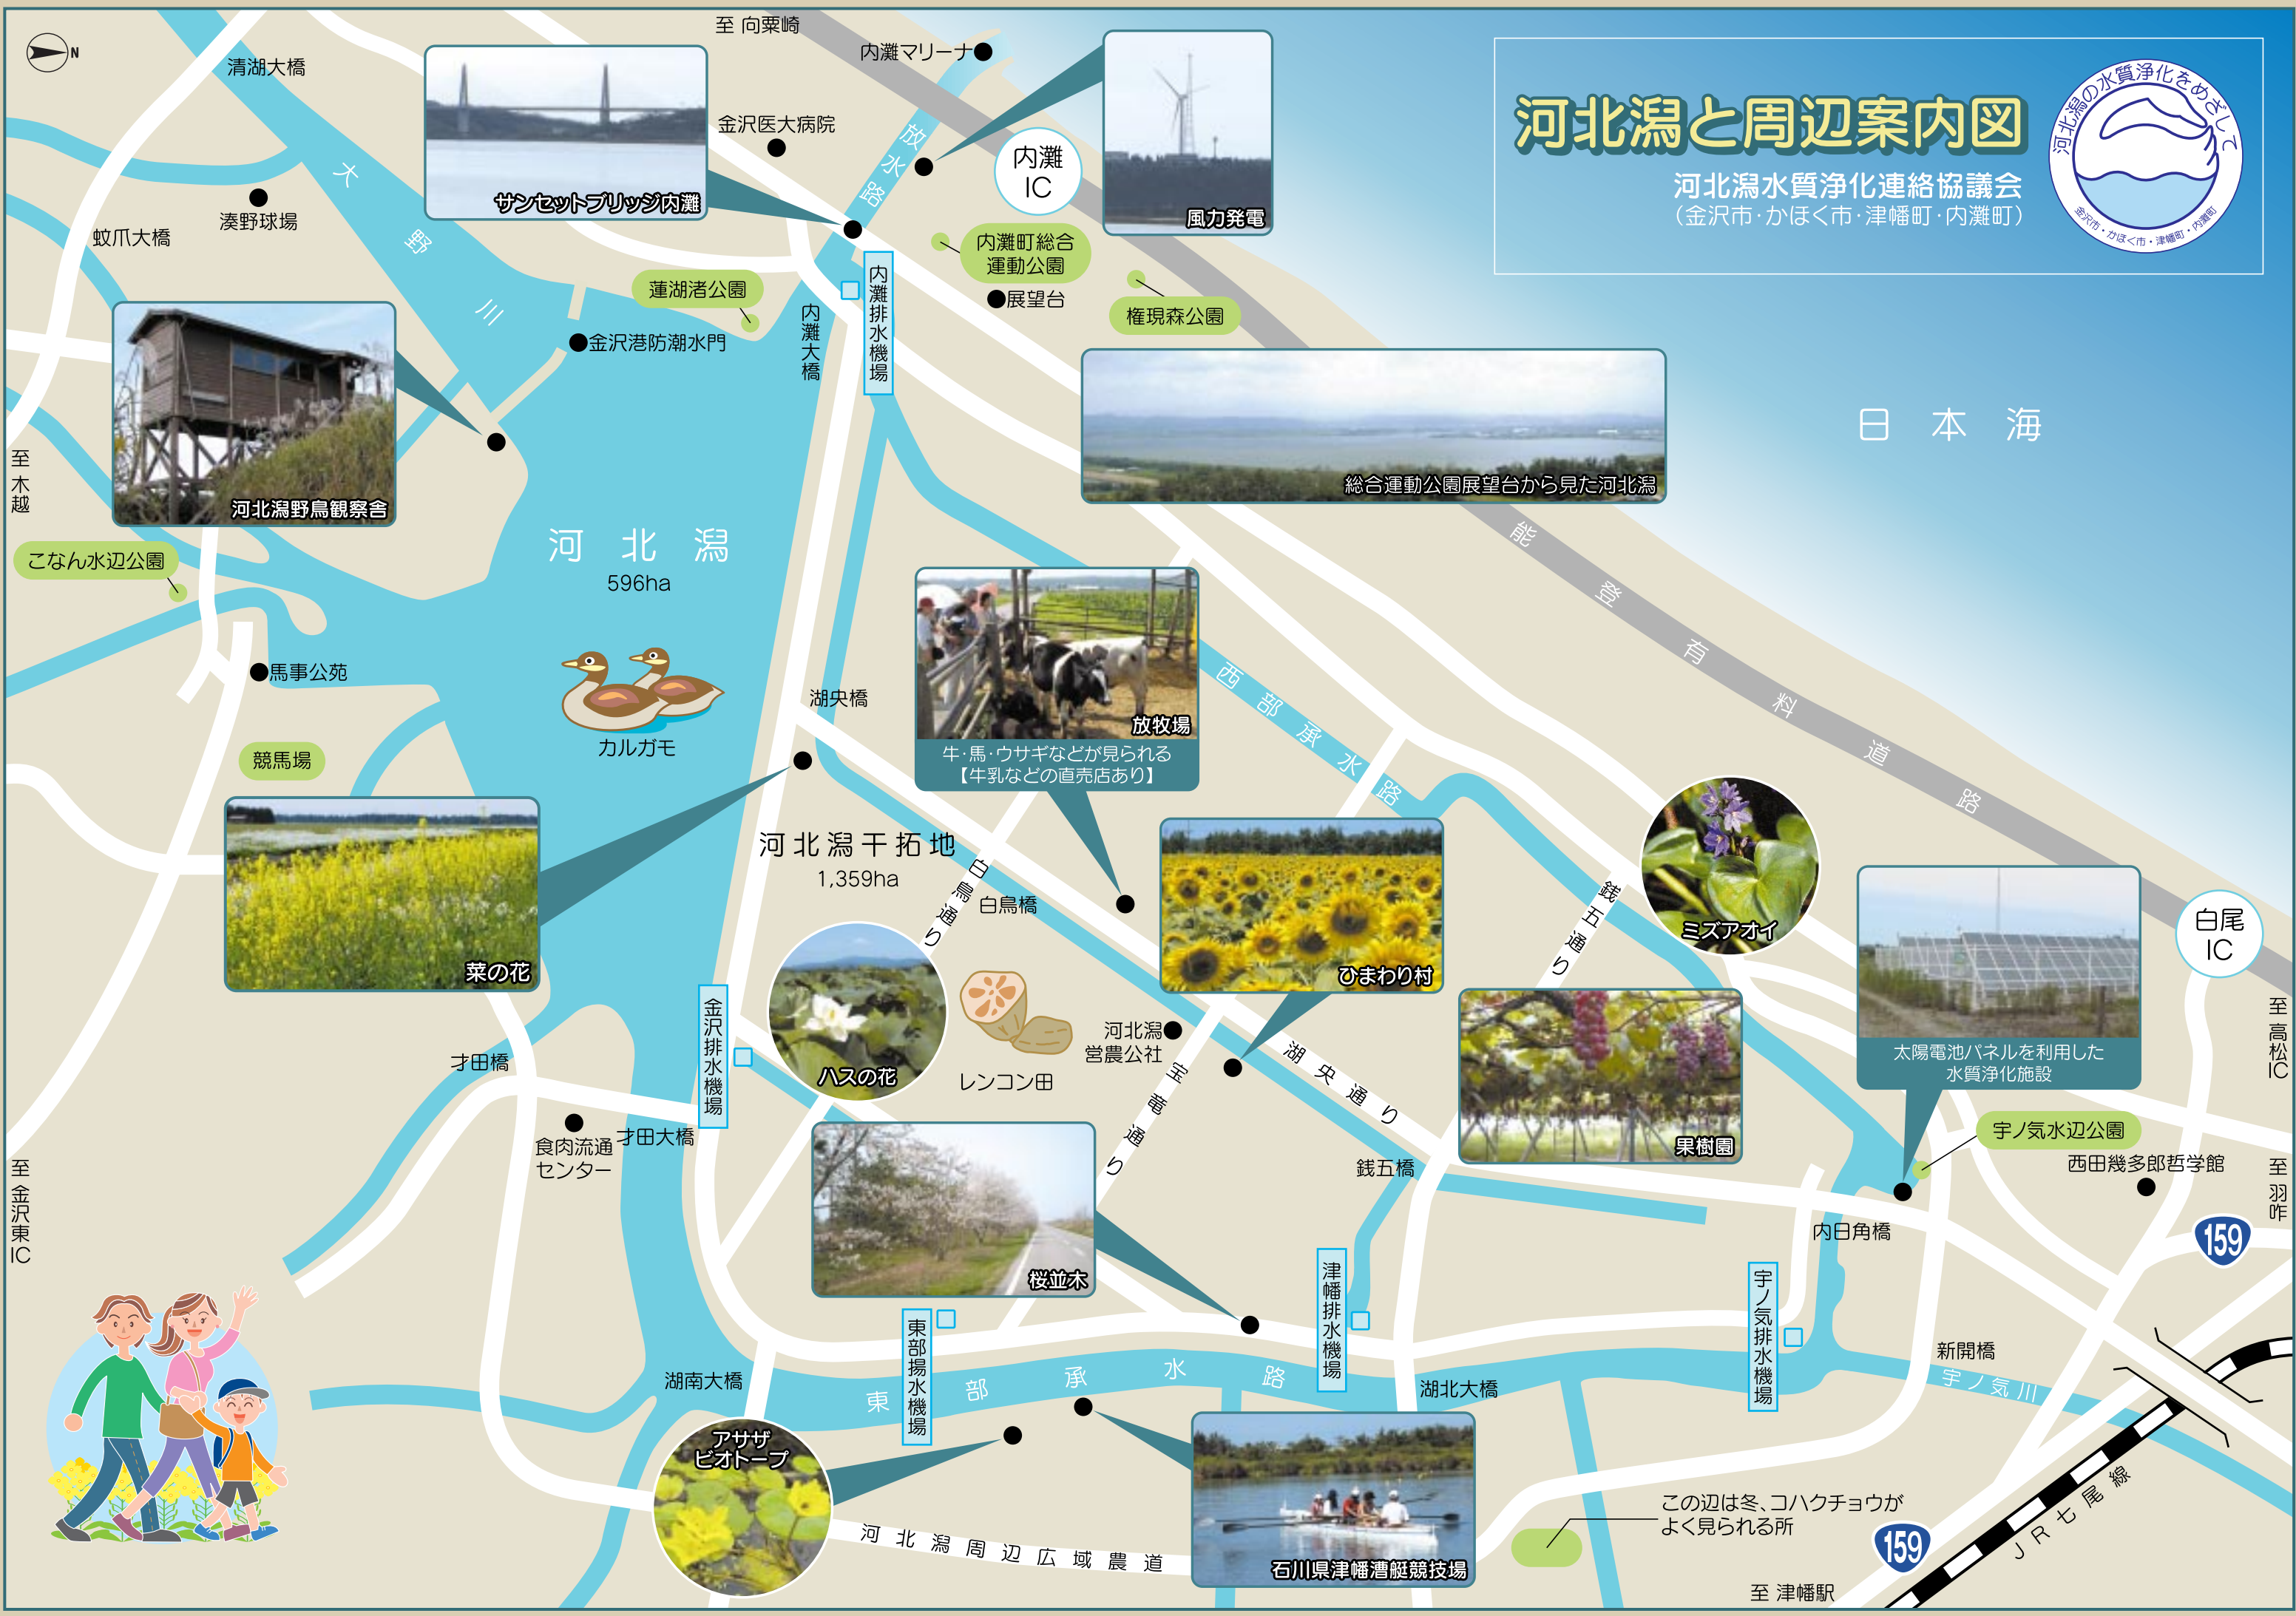 N
至 向粟崎
内灘マリーナ
清湖大橋
河北潟と周辺案内図
河北潟水質浄化連絡協議会
（金沢市・かほく市・津幡町・内灘町）
河北潟の水質浄化をめざして
金沢市・かほく市・津幡町・内灘町
金沢医大病院
放水路
内灘
IC
大野川
湊野球場
蚊爪大橋
サンセットブリッジ内灘
風力発電
内灘町総合
運動公園
展望台
権現森公園
蓮湖渚公園
内灘排水機場
内灘大橋
金沢港防潮水門
日本海
至 木越
河北潟野鳥観察舎
総合運動公園展望台から見た河北潟
能登有料道路
こなん水辺公園
河北潟
596ha
馬事公苑
カルガモ
湖央橋
西部承水路
放牧場
牛・馬・ウサギなどが見られる
【牛乳などの直売店あり】
競馬場
菜の花
河北潟干拓地
1,359ha
白鳥通り
白鳥橋
ひまわり村
銭五通り
ミズアオイ
白尾
IC
至 高松IC
金沢排水機場
ハスの花
レンコン田
河北潟
営農公社
宝竜通り
湖央通り
果樹園
太陽電池パネルを利用した
水質浄化施設
才田橋
食肉流通
センター
才田大橋
銭五橋
宇ノ気水辺公園
西田幾多郎哲学館
至 羽咋
至 金沢東IC
内日角橋
159
桜並木
東部揚水機場
津幡排水機場
宇ノ気排水機場
新開橋
宇ノ気川
湖南大橋
東部承水路
湖北大橋
アサザ
ビオトープ
石川県津幡漕艇競技場
河北潟周辺広域農道
この辺は冬、コハクチョウが
よく見られる所
159
JR七尾線
至 津幡駅